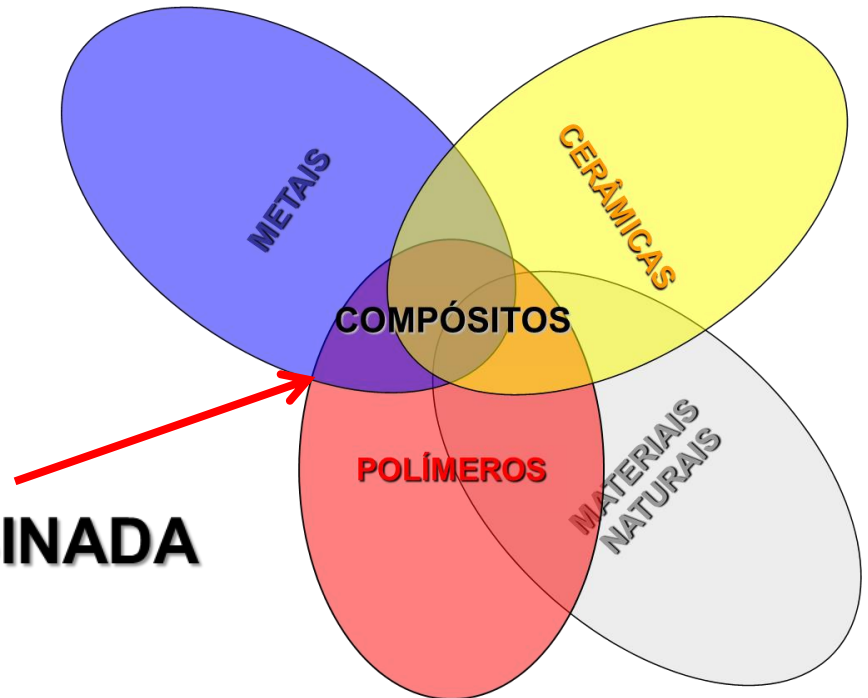 METAIS
CERÂMICAS
COMPÓSITOS
POLÍMEROS
MATERIAIS
NATURAIS
INADA